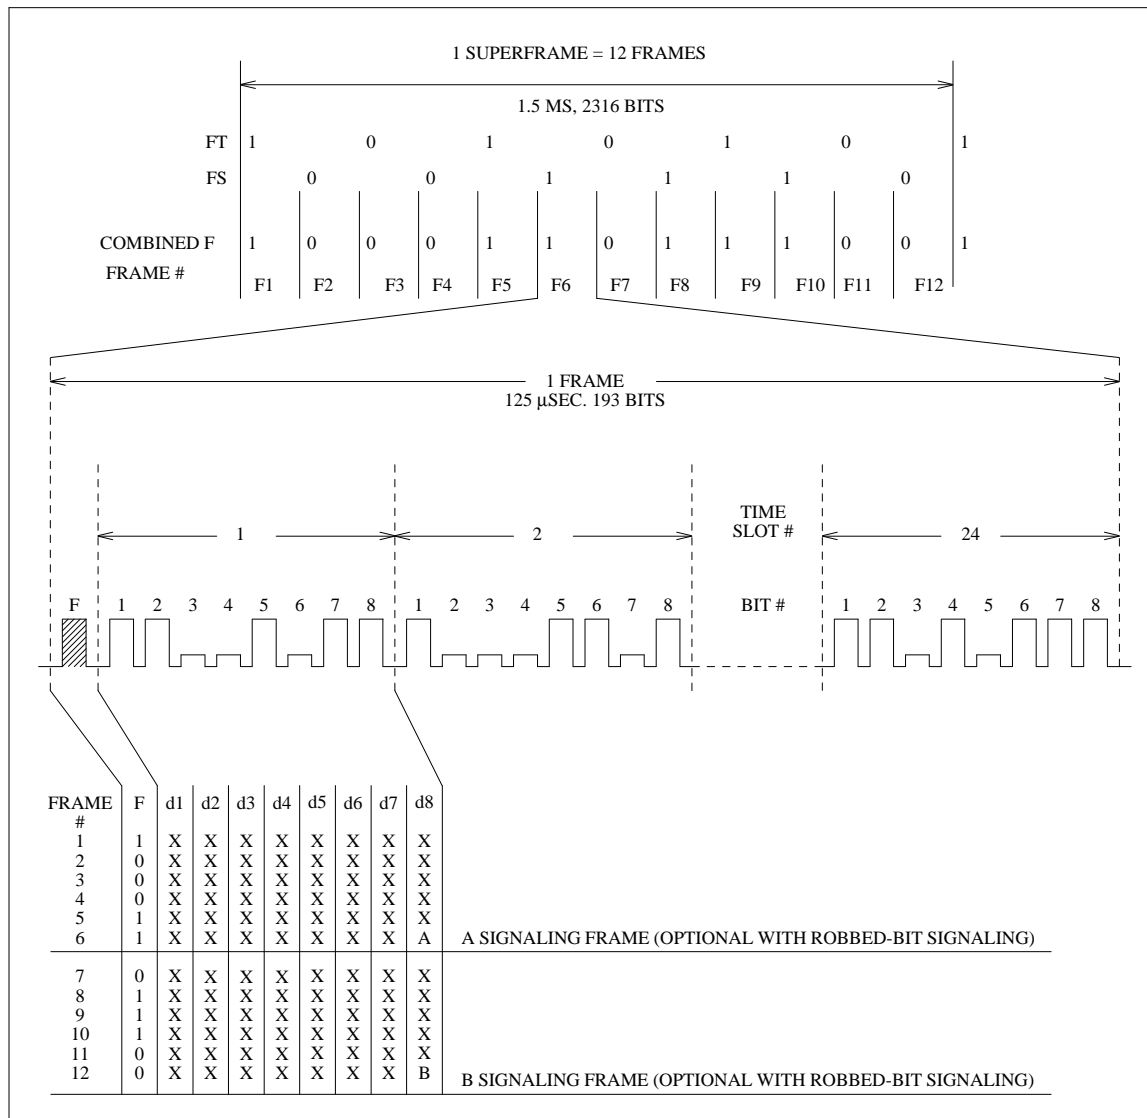 1 SUPERFRAME = 12 FRAMES
1.5 MS, 2316 BITS
FT 1 0 1 0 1 0 1
FS 0 0 1 1 1 0
COMBINED F 1 0 0 0 1 1 0 1 1 1 0 0 1
FRAME # F1 F2 F3 F4 F5 F6 F7 F8 F9 F10 F11 F12
1 FRAME
125 µSEC. 193 BITS
TIME
1 2 SLOT # 24
F 1 2 3 4 5 6 7 8 1 2 3 4 5 6 7 8 BIT # 1 2 3 4 5 6 7 8
FRAME F d1 d2 d3 d4 d5 d6 d7 d8
#
1 1 X X X X X X X X
2 0 X X X X X X X X
3 0 X X X X X X X X
4 0 X X X X X X X X
5 1 X X X X X X X X
6 1 X X X X X X X A A SIGNALING FRAME (OPTIONAL WITH ROBBED-BIT SIGNALING)
7 0 X X X X X X X X
8 1 X X X X X X X X
9 1 X X X X X X X X
10 1 X X X X X X X X
11 0 X X X X X X X X
12 0 X X X X X X X B B SIGNALING FRAME (OPTIONAL WITH ROBBED-BIT SIGNALING)